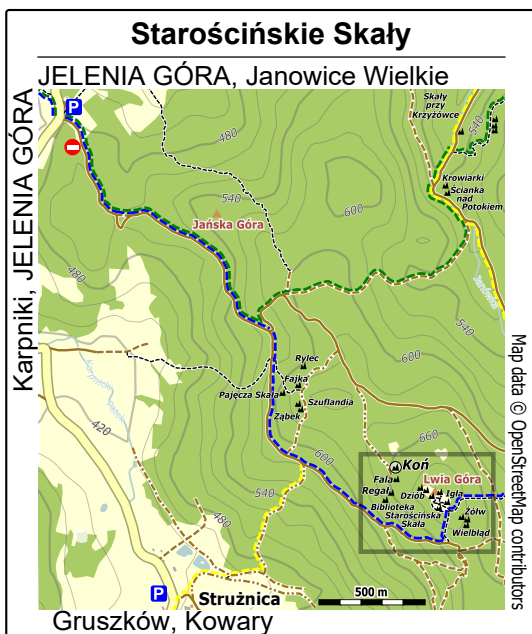 Starościńskie Skały
JELENIA GÓRA, Janowice Wielkie
Karpniki, JELENIA GÓRA
P
Skały
przy
Krzyżówce
540
480
Krowiarki
Ścianka
nad
Potokiem
540
600
Jańska Góra
480
480
540
Rylec
600
Fajka
Pajęcza Skała
Szuflandia
Ząbek
420
660
600
Koń
540
Fala
Lwia Góra
Regał
Dziób
Igła
Biblioteka
Starościńska
Skała
Żółw
Wielbłąd
480
P
Strużnica
500 m
Gruszków, Kowary
Map data © OpenStreetMap contributors